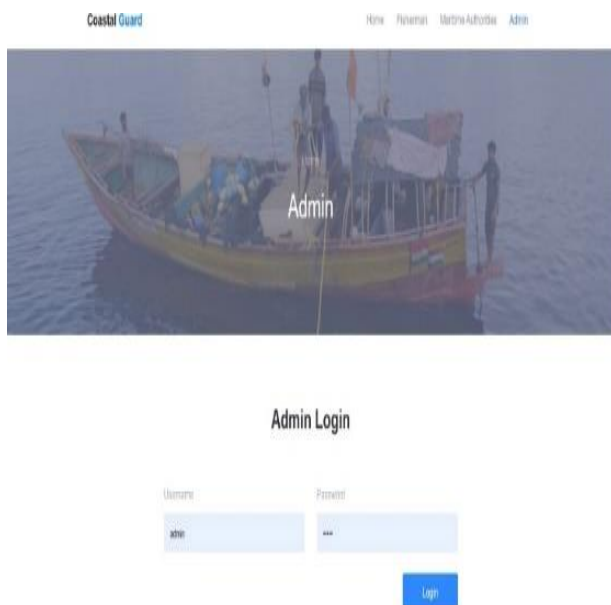 Coastal Guard
Home Fisherman Maritime Authorities Admin
Admin
Admin Login
Username Password
admin
Login